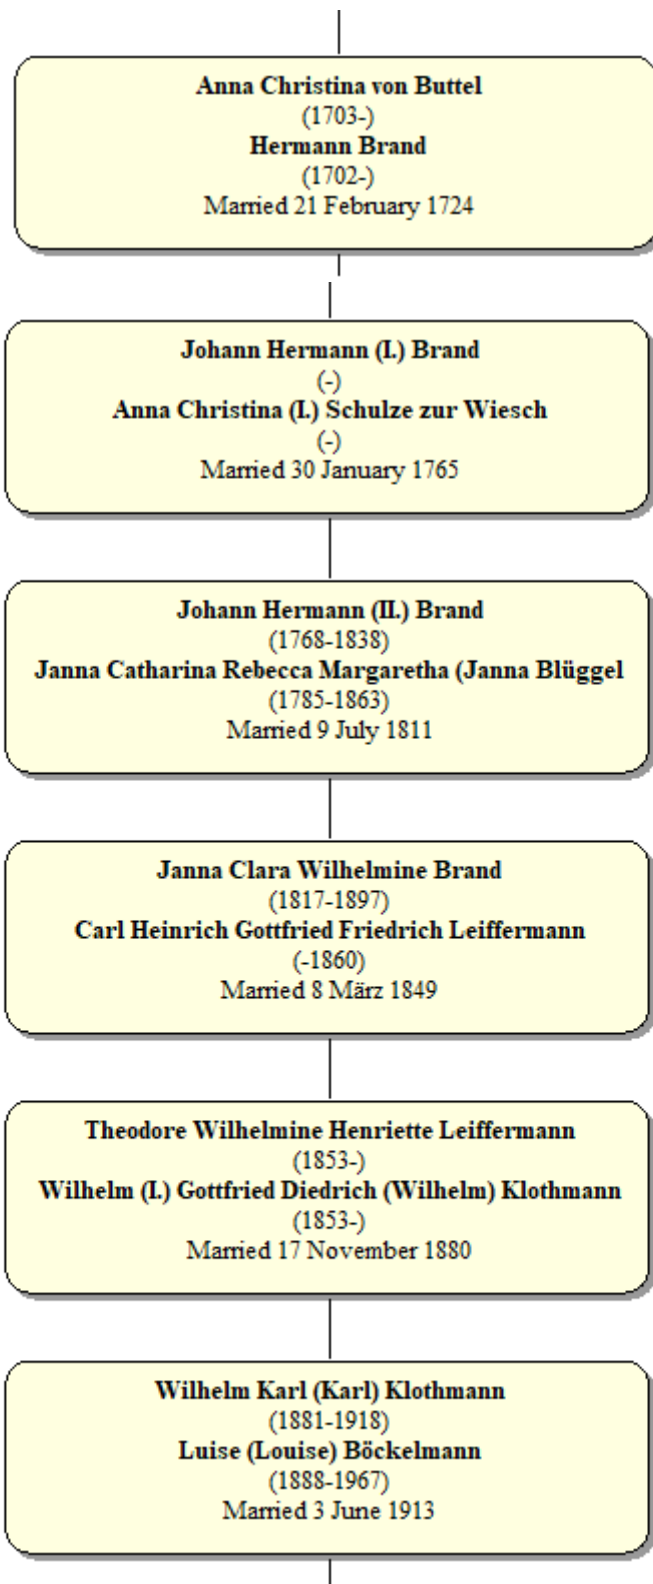 Anna Christina von Buttel
(1703-)
Hermann Brand
(1702-)
Married 21 February 1724
Johann Hermann (I.) Brand
(-)
Anna Christina (I.) Schulze zur Wiesch
(-)
Married 30 January 1765
Johann Hermann (II.) Brand
(1768-1838)
Janna Catharina Rebecca Margaretha (Janna Blüggel
(1785-1863)
Married 9 July 1811
Janna Clara Wilhelmine Brand
(1817-1897)
Carl Heinrich Gottfried Friedrich Leiffermann
(-1860)
Married 8 März 1849
Theodore Wilhelmine Henriette Leiffermann
(1853-)
Wilhelm (I.) Gottfried Diedrich (Wilhelm) Klothmann
(1853-)
Married 17 November 1880
Wilhelm Karl (Karl) Klothmann
(1881-1918)
Luise (Louise) Böckelmann
(1888-1967)
Married 3 June 1913